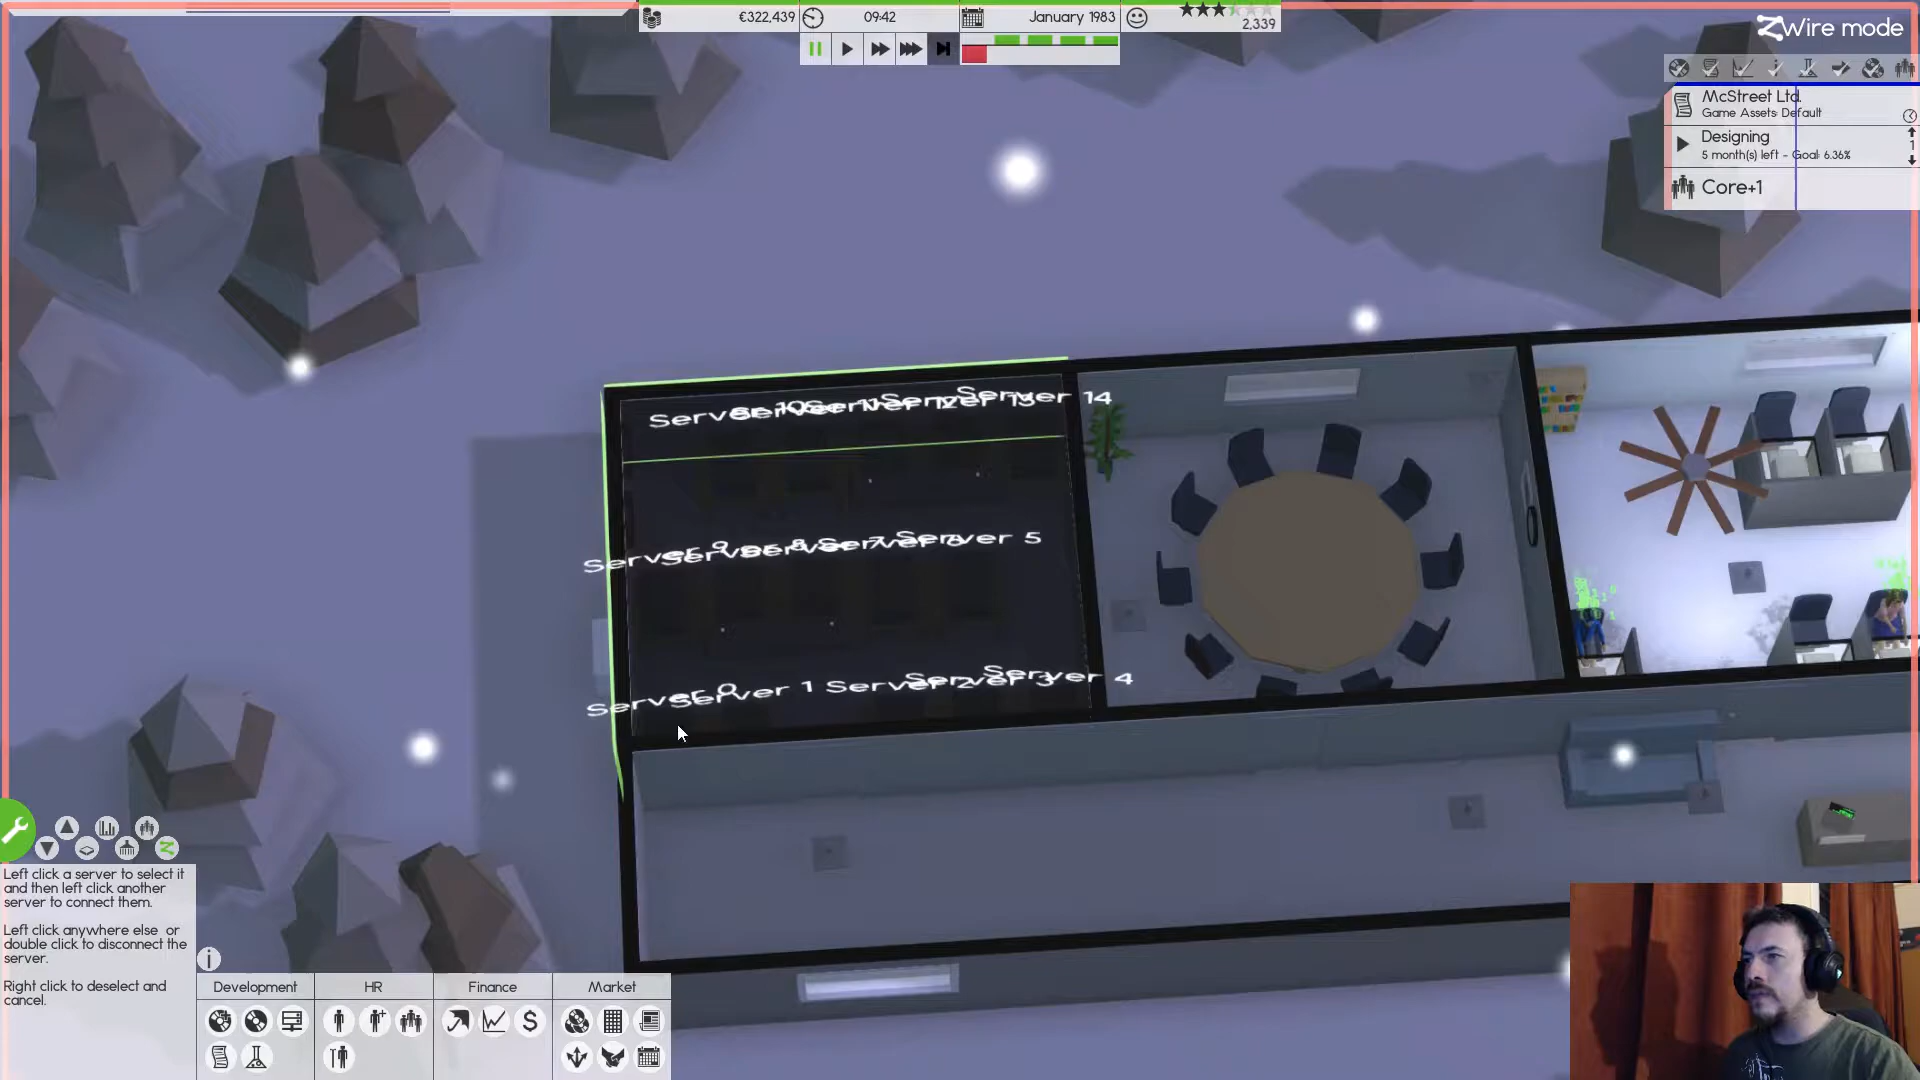 €322,439
09:42
January 1983
2,339
Wire mode
McStreet Ltd.
Game Assets: Default
Designing
5 month(s) left - Goal: 6.36%
1
Core+1
Server 14
Server 5
Server 1
Server 4
Left click a server to select it
and then left click another
server to connect them.
Left click anywhere else or
double click to disconnect the
server.
Right click to deselect and
cancel.
Development
HR
Finance
Market